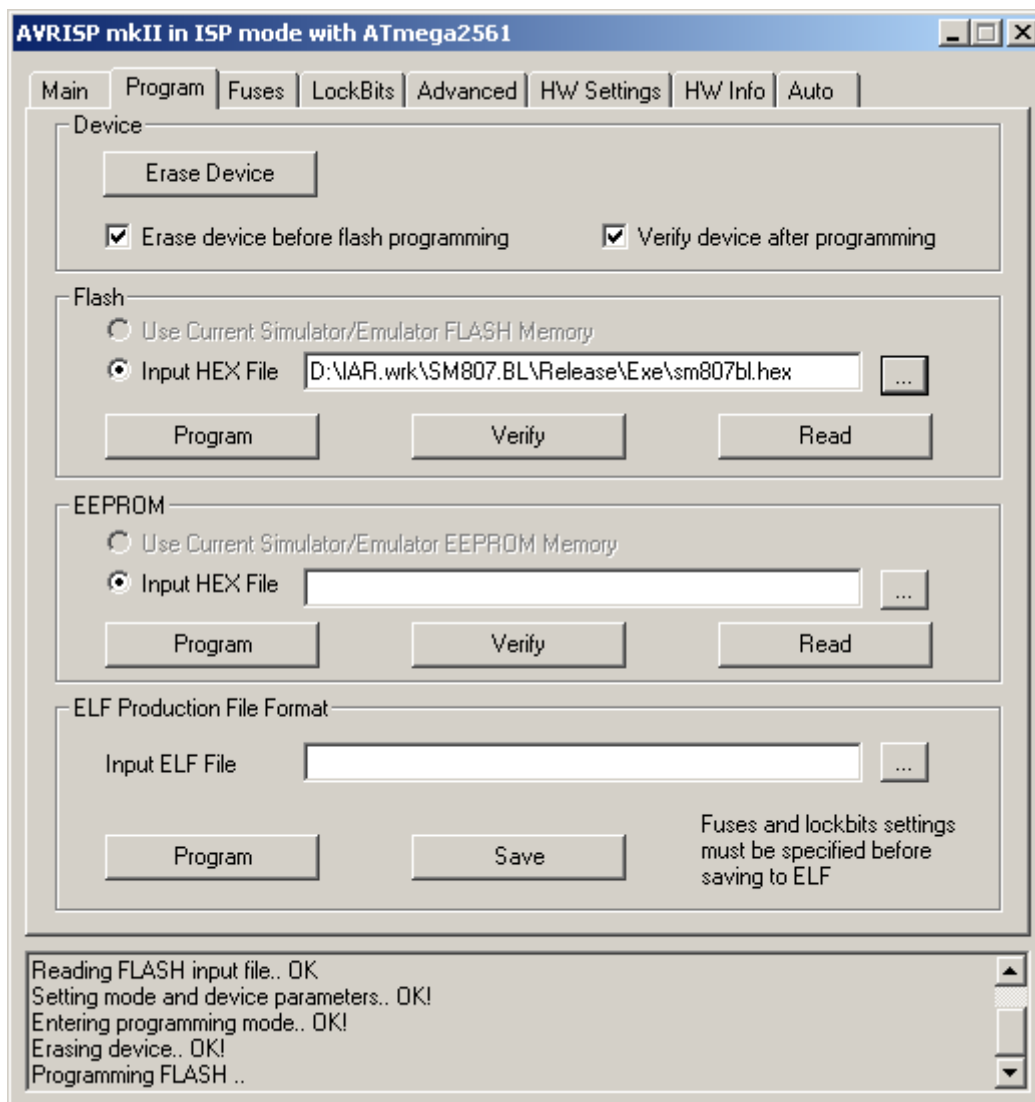 AVRISP mkII in ISP mode with ATmega2561
Main Program Fuses LockBits Advanced HW Settings HW Info Auto
Device
Erase Device
Erase device before flash programming Verify device after programming
Flash
Use Current Simulator/Emulator FLASH Memory
Input HEX File D:\IAR.wrk\SM807.BL\Release\Exe\sm807bl.hex ...
Program Verify Read
EEPROM
Use Current Simulator/Emulator EEPROM Memory
Input HEX File ...
Program Verify Read
ELF Production File Format
Input ELF File ...
Program Save
Fuses and lockbits settings
must be specified before
saving to ELF
Reading FLASH input file.. OK
Setting mode and device parameters.. OK!
Entering programming mode.. OK!
Erasing device.. OK!
Programming FLASH ..